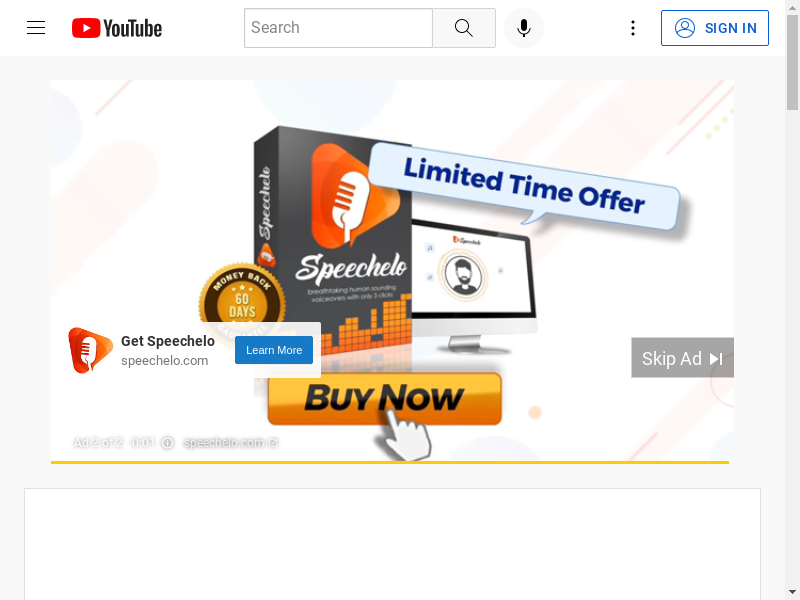 YouTube
Search
SIGN IN
Limited Time Offer
Speechelo
Speechelo
breathtaking human sounding
voiceovers with only 3 clicks
Speechelo
MONEY BACK
60
DAYS
Get Speechelo
speechelo.com
Learn More
Skip Ad
BUY NOW
Ad 2 of 2 · 0:01
speechelo.com